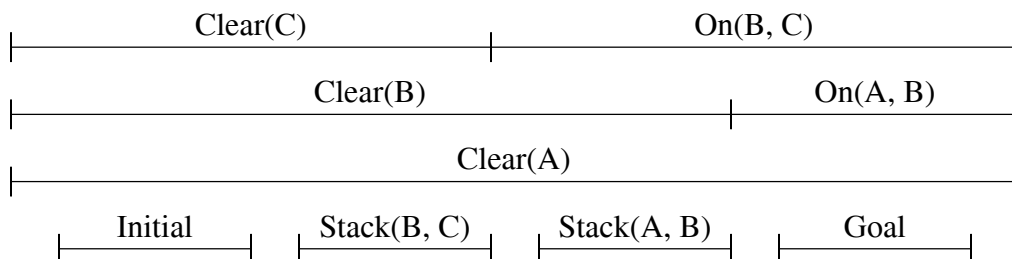 Clear(C) On(B, C)
Clear(B) On(A, B)
Clear(A)
Initial Stack(B, C) Stack(A, B) Goal